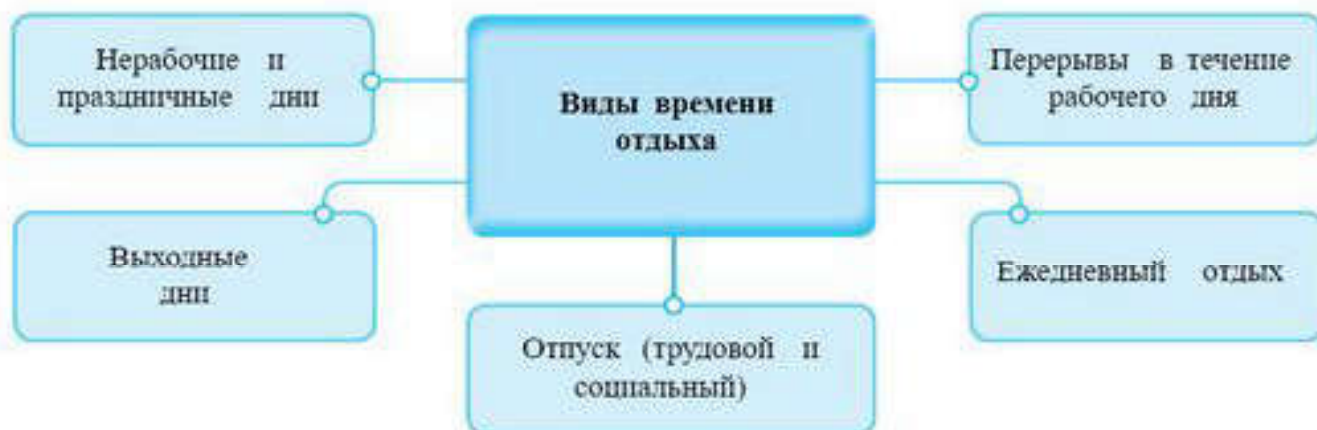 Нерабочие и
праздничные дни
Виды времени
отдыха
Перерывы в течение
рабочего дня
Выходные
дни
Ежедневный отдых
Отпуск (трудовой и
социальный)